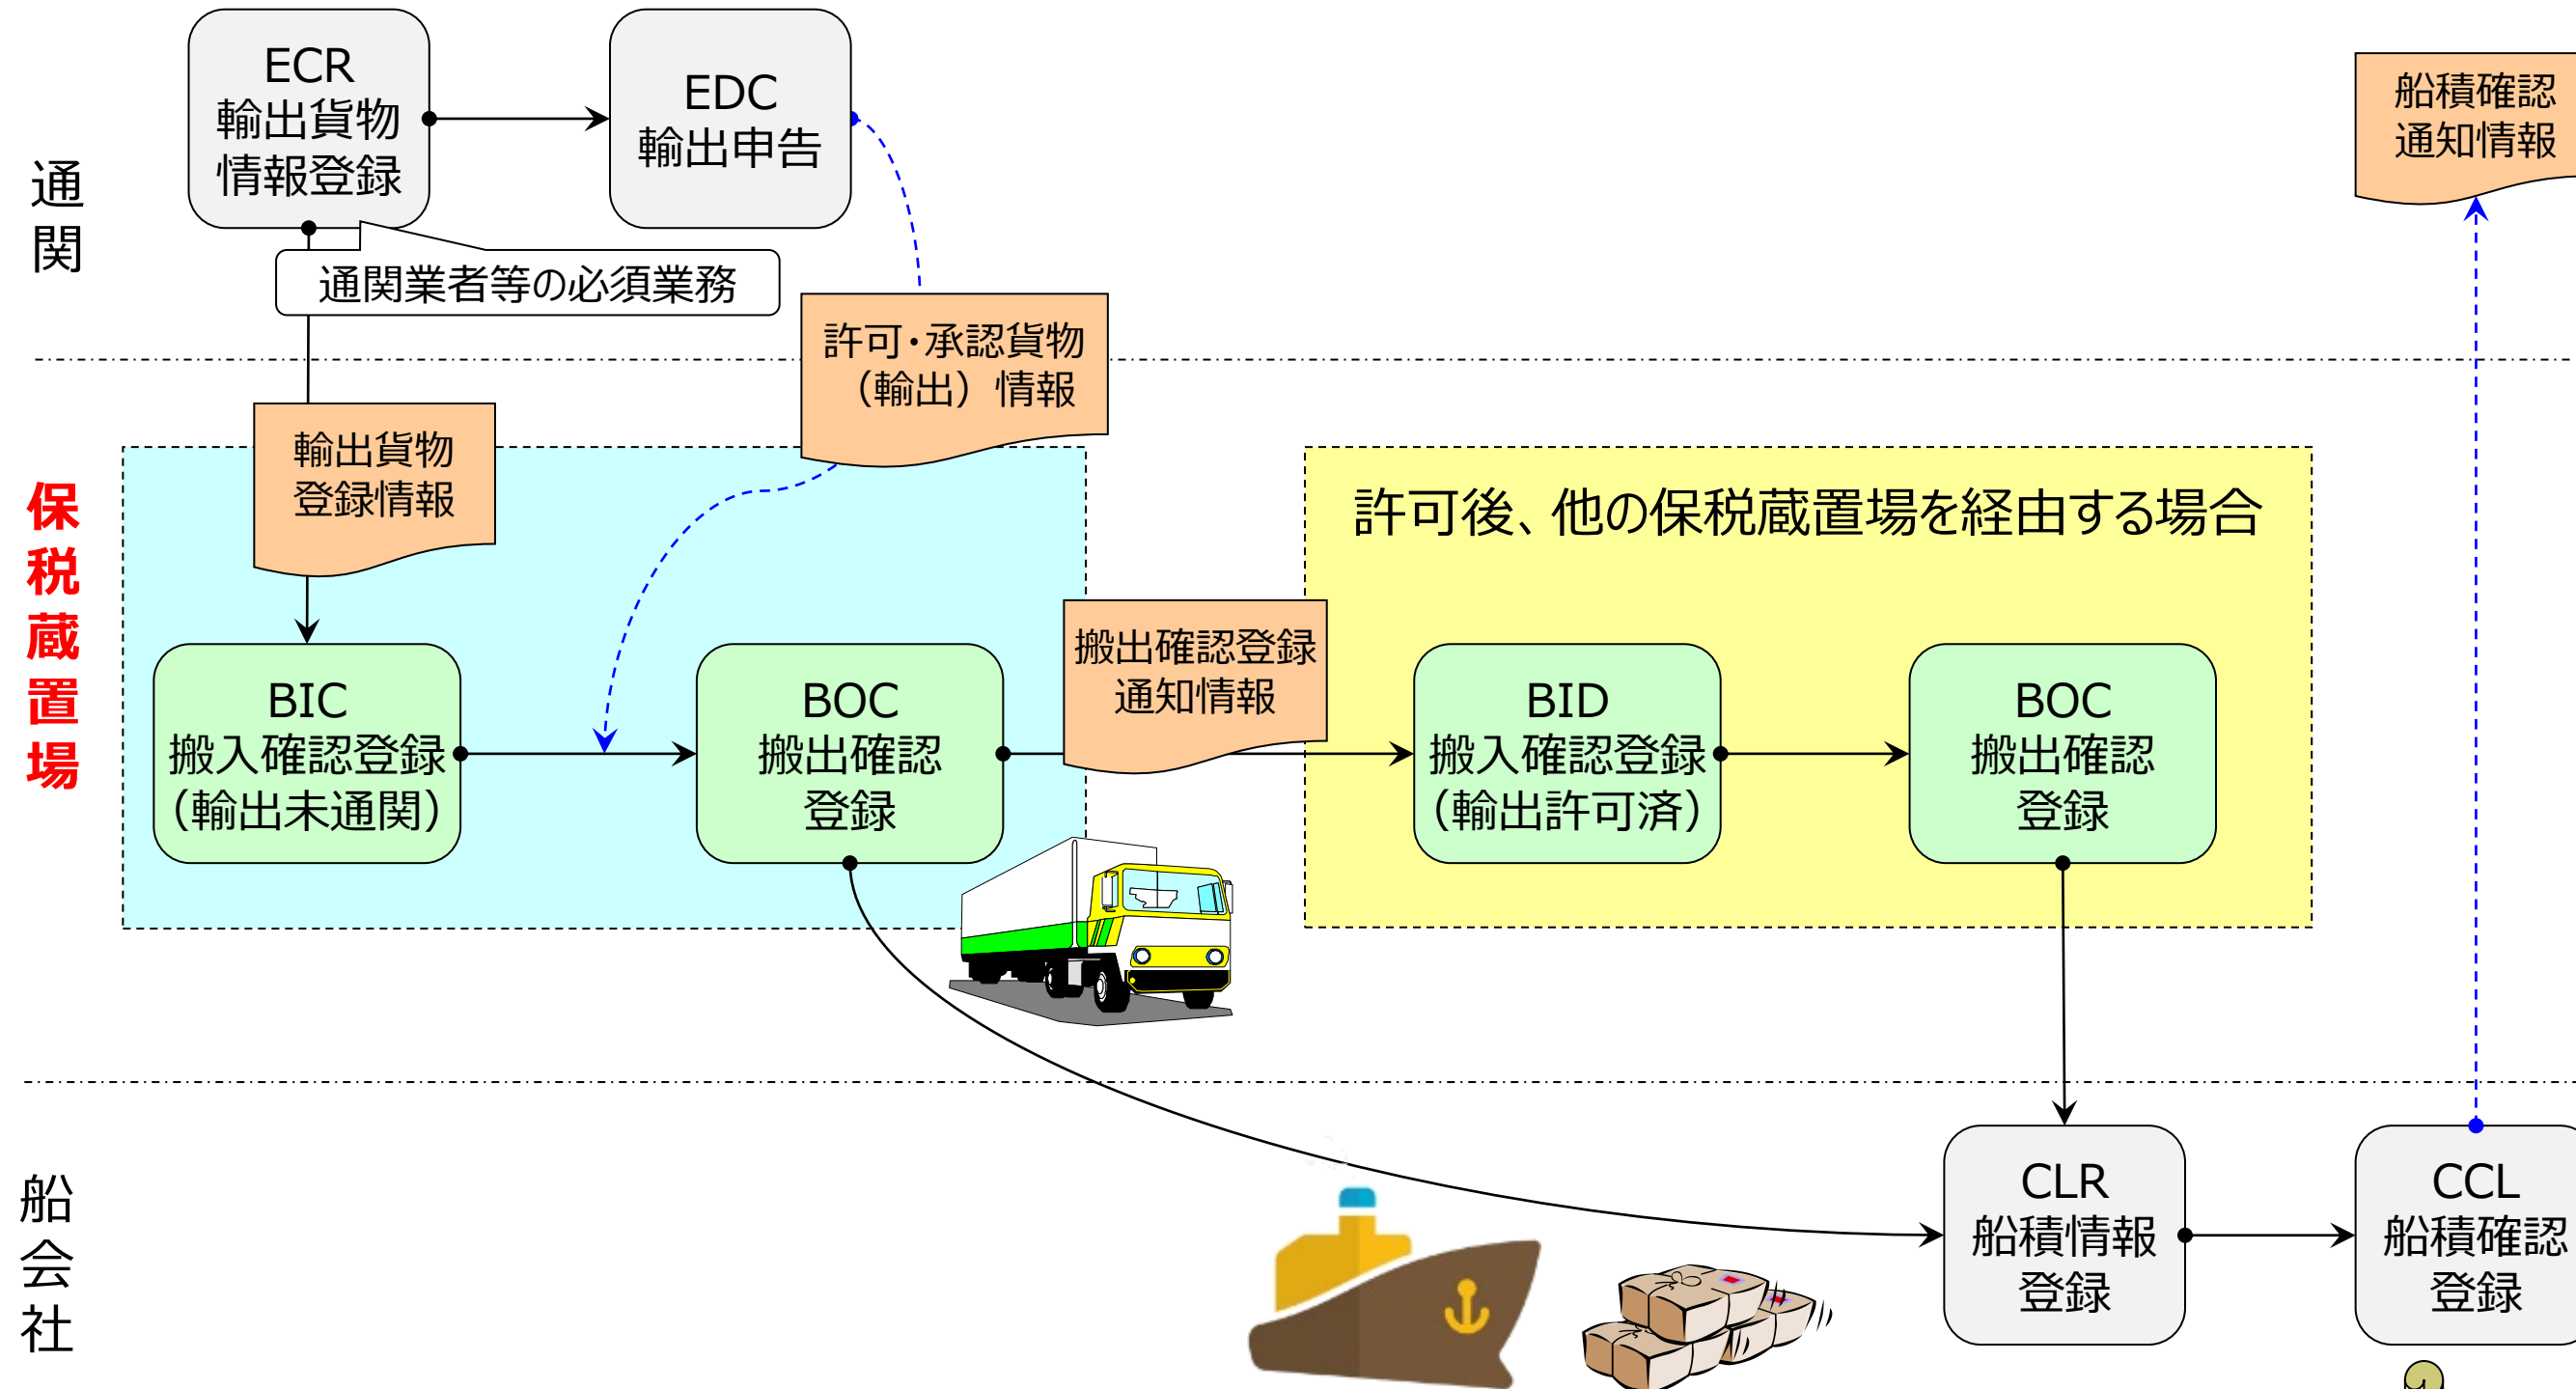 通関
ECR
輸出貨物
情報登録
EDC
輸出申告
通関業者等の必須業務
許可・承認貨物
（輸出）情報
船積確認
通知情報
保税蔵置場
輸出貨物
登録情報
BIC
搬入確認登録
（輸出未通関）
BOC
搬出確認
登録
搬出確認登録
通知情報
許可後、他の保税蔵置場を経由する場合
BID
搬入確認登録
（輸出許可済）
BOC
搬出確認
登録
船会社
CLR
船積情報
登録
CCL
船積確認
登録